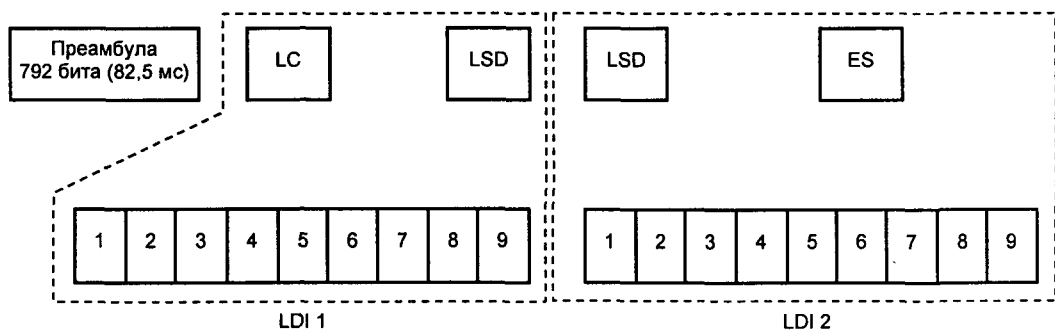 Преамбула
792 бита (82,5 мс)
LC
LSD
LSD
ES
1 2 3 4 5 6 7 8 9
1 2 3 4 5 6 7 8 9
LDI 1
LDI 2